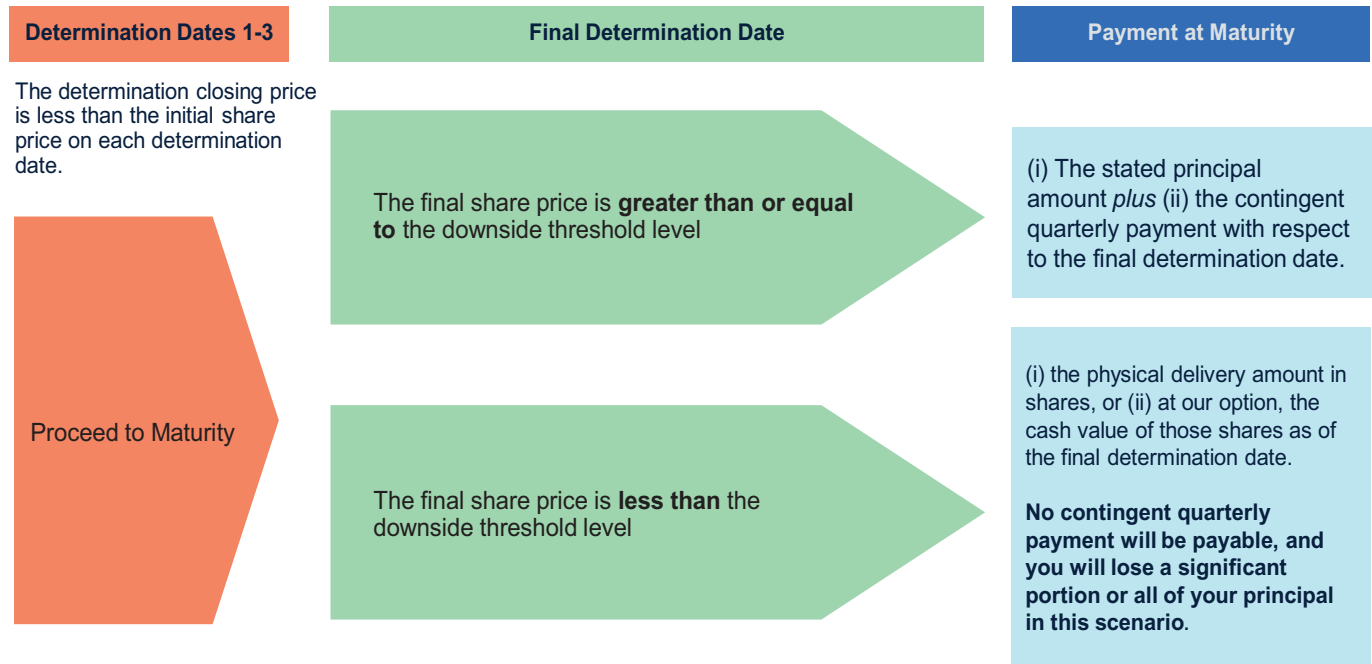 Determination Dates 1-3
Final Determination Date
Payment at Maturity
The determination closing price
is less than the initial share
price on each determination
date.
Proceed to Maturity
The final share price is greater than or equal
to the downside threshold level
(i) The stated principal
amount plus (ii) the contingent
quarterly payment with respect
to the final determination date.
The final share price is less than the
downside threshold level
(i) the physical delivery amount in
shares, or (ii) at our option, the
cash value of those shares as of
the final determination date.
No contingent quarterly
payment will be payable, and
you will lose a significant
portion or all of your principal
in this scenario.